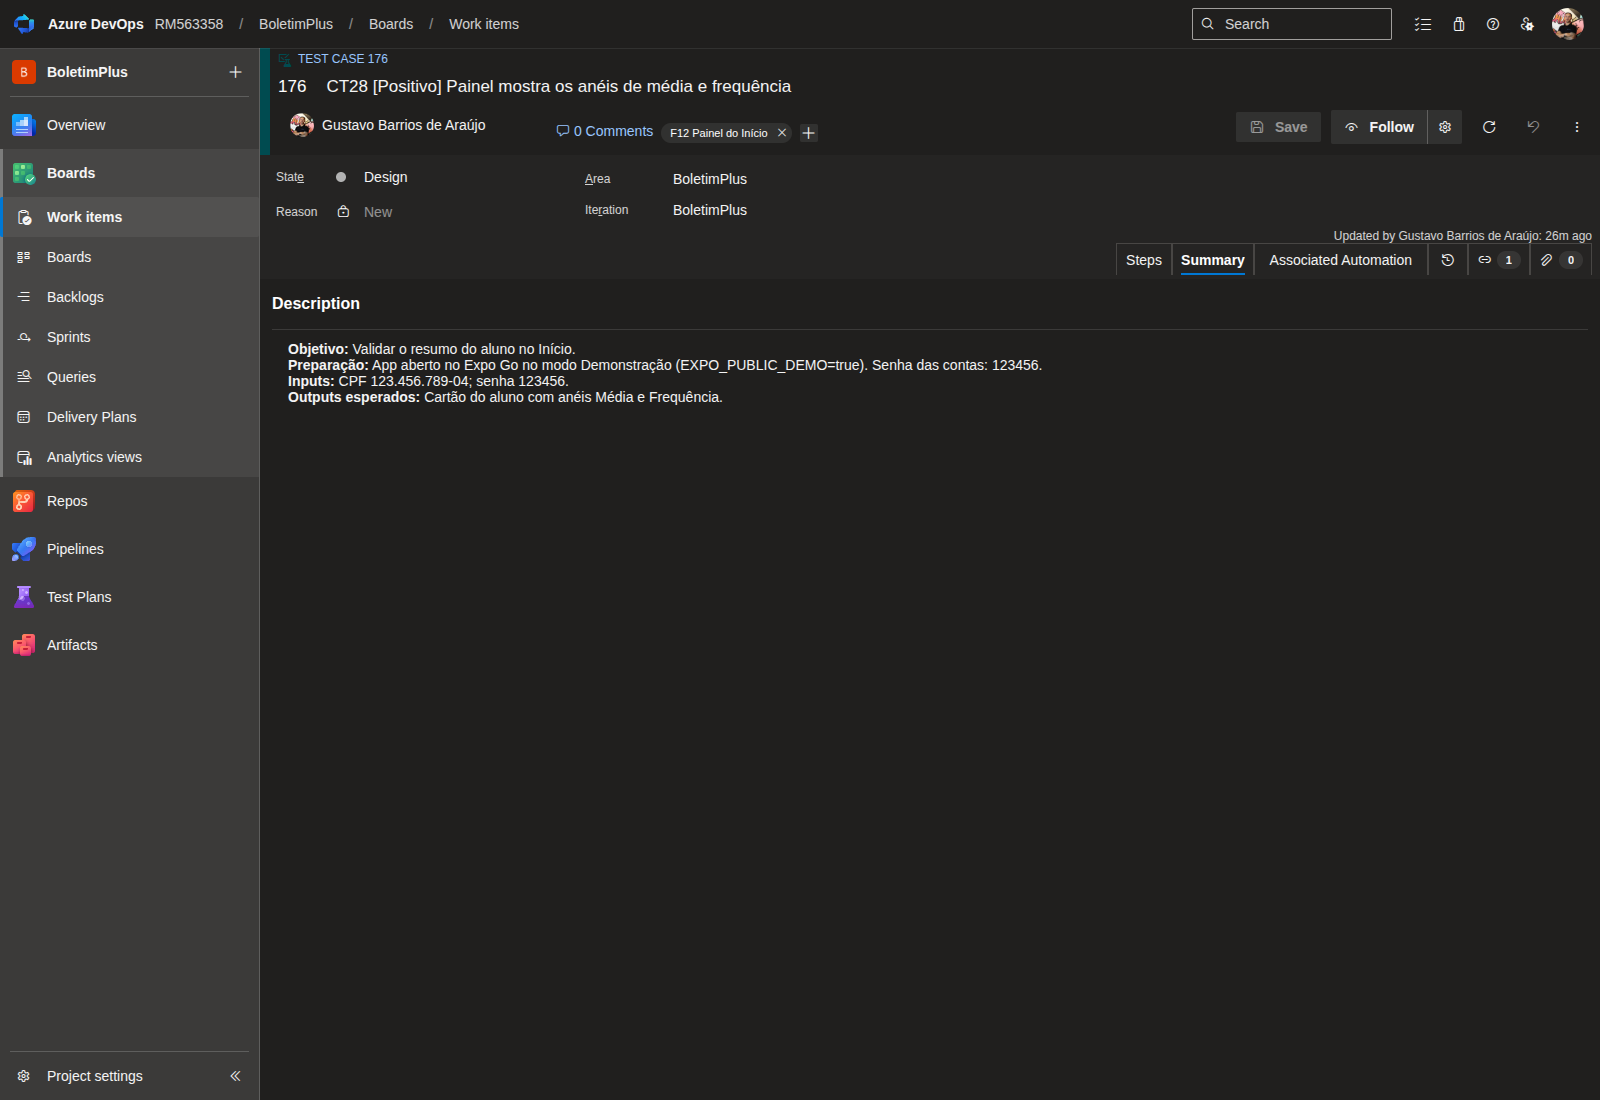 Azure DevOps RM563358 / BoletimPlus / Boards / Work items
Search
B BoletimPlus
Overview
Boards
Work items
Boards
Backlogs
Sprints
Queries
Delivery Plans
Analytics views
Repos
Pipelines
Test Plans
Artifacts
Project settings
TEST CASE 176
176 CT28 [Positivo] Painel mostra os anéis de média e frequência
Gustavo Barrios de Araújo
0 Comments
F12 Painel do Início
Save
Follow
State Design
Area BoletimPlus
Reason New
Iteration BoletimPlus
Updated by Gustavo Barrios de Araújo: 26m ago
Steps Summary Associated Automation 1 0
Description
Objetivo: Validar o resumo do aluno no Início.
Preparação: App aberto no Expo Go no modo Demonstração (EXPO_PUBLIC_DEMO=true). Senha das contas: 123456.
Inputs: CPF 123.456.789-04; senha 123456.
Outputs esperados: Cartão do aluno com anéis Média e Frequência.